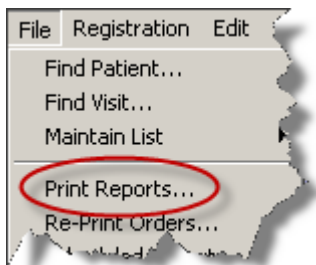 File Registration Edit
Find Patient...
Find Visit...
Maintain List
Print Reports...
Re-Print Orders...